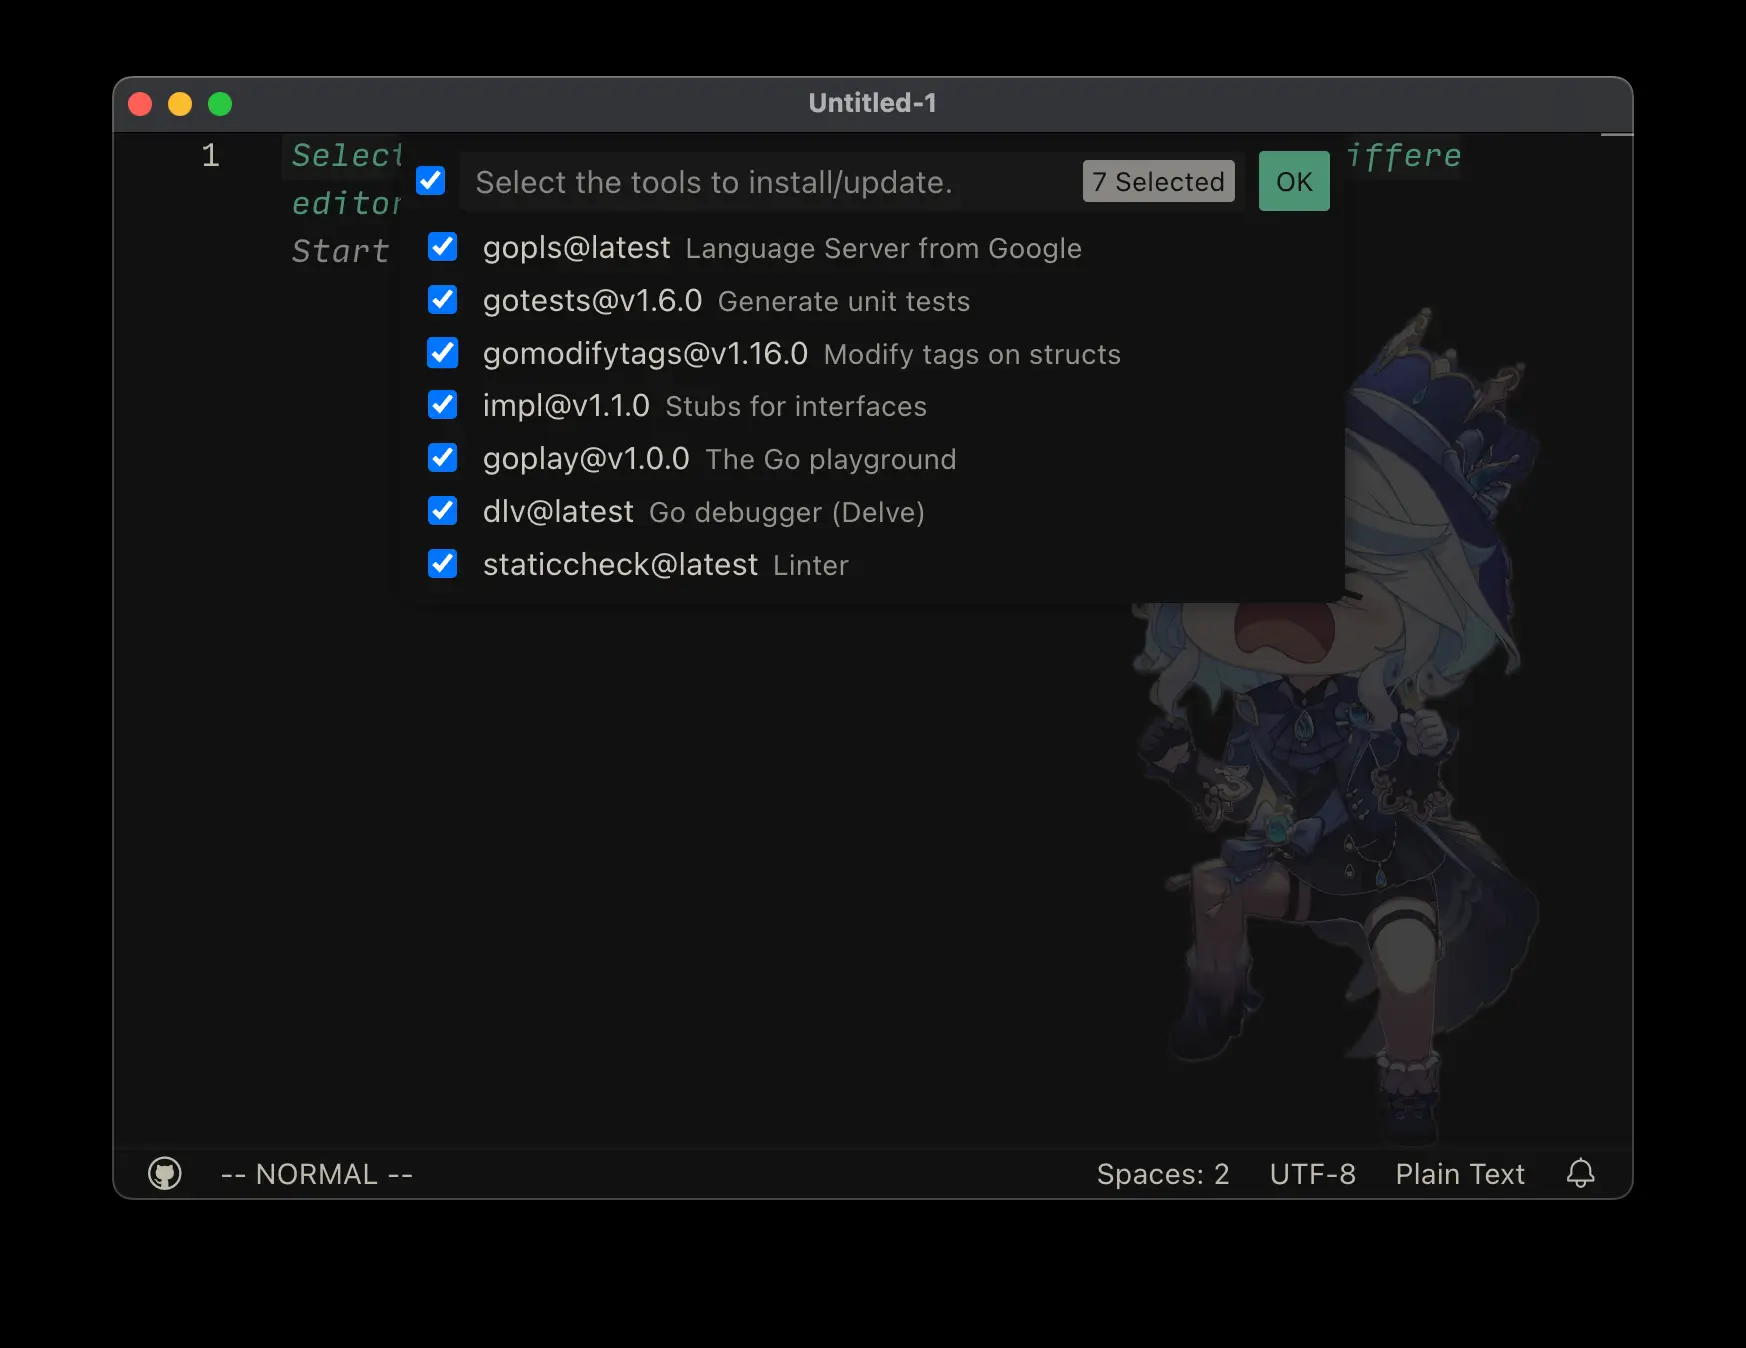 Untitled-1
1
Select
iffere
editor
Start
Select the tools to install/update.
7 Selected
OK
gopls@latest Language Server from Google
gotests@v1.6.0 Generate unit tests
gomodifytags@v1.16.0 Modify tags on structs
impl@v1.1.0 Stubs for interfaces
goplay@v1.0.0 The Go playground
dlv@latest Go debugger (Delve)
staticcheck@latest Linter
-- NORMAL -- Spaces: 2 UTF-8 Plain Text